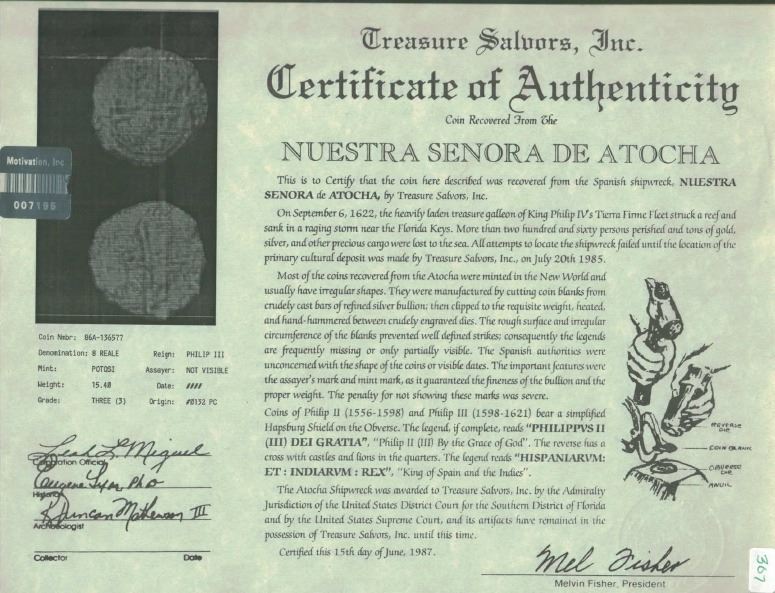 Treasure Salvors, Inc.
Certificate of Authenticity
Coin Recovered From The
NUESTRA SENORA DE ATOCHA
This is to Certify that the coin here described was recovered from the Spanish shipwreck, NUESTRA
SENORA de ATOCHA, by Treasure Salvors, Inc.
On September 6, 1622, the heavily laden treasure galleon of King Philip IV's Tierra Firme Fleet struck a reef and
sank in a raging storm near the Florida Keys. More than two hundred and sixty persons perished and tons of gold,
silver, and other precious cargo were lost to the sea. All attempts to locate the shipwreck failed until the location of the
primary cultural deposit was made by Treasure Salvors, Inc., on July 20th 1985.
Most of the coins recovered from the Atocha were minted in the New World and
usually have irregular shapes. They were manufactured by cutting coin blanks from
crudely cast bars of refined silver bullion; then clipped to the requisite weight, heated,
and hand-hammered between crudely engraved dies. The rough surface and irregular
circumference of the blanks prevented well defined strikes; consequently the legends
are frequently missing or only partially visible. The Spanish authorities were
unconcerned with the shape of the coins or visible dates. The important features were
the assayer's mark and mint mark, as it guaranteed the fineness of the bullion and the
proper weight. The penalty for not showing these marks was severe.
Coins of Philip II (1556-1598) and Philip III (1598-1621) bear a simplified
Hapsburg Shield on the Obverse. The legend, if complete, reads "PHILIPPVS II
(III) DEI GRATIA", "Philip II (III) By the Grace of God". The reverse has a
cross with castles and lions in the quarters. The legend reads "HISPANIARVM:
ET : INDIARVM : REX", "King of Spain and the Indies".
The Atocha Shipwreck was awarded to Treasure Salvors, Inc. by the Admiralty
Jurisdiction of the United States District Court for the Southern District of Florida
and by the United States Supreme Court, and its artifacts have remained in the
possession of Treasure Salvors, Inc. until this time.
Certified this 15th day of June, 1987.
Mel Fisher
Melvin Fisher, President
Motivation, Inc.
007196
Coin Nmbr: 86A-136577
Denomination: 8 REALE Reign: PHILIP III
Mint: POTOSI Assayer: NOT VISIBLE
Weight: 15.40 Date: ////
Grade: THREE (3) Origin: #0132 PC
Leah L Miguel
Corporation Official
Eugene Lyon PhD
Historian
R Duncan Mathewson III
Archaeologist
Collector Date
REVERSE
DIE
COIN BLANK
OBVERSE
DIE
ANVIL
367